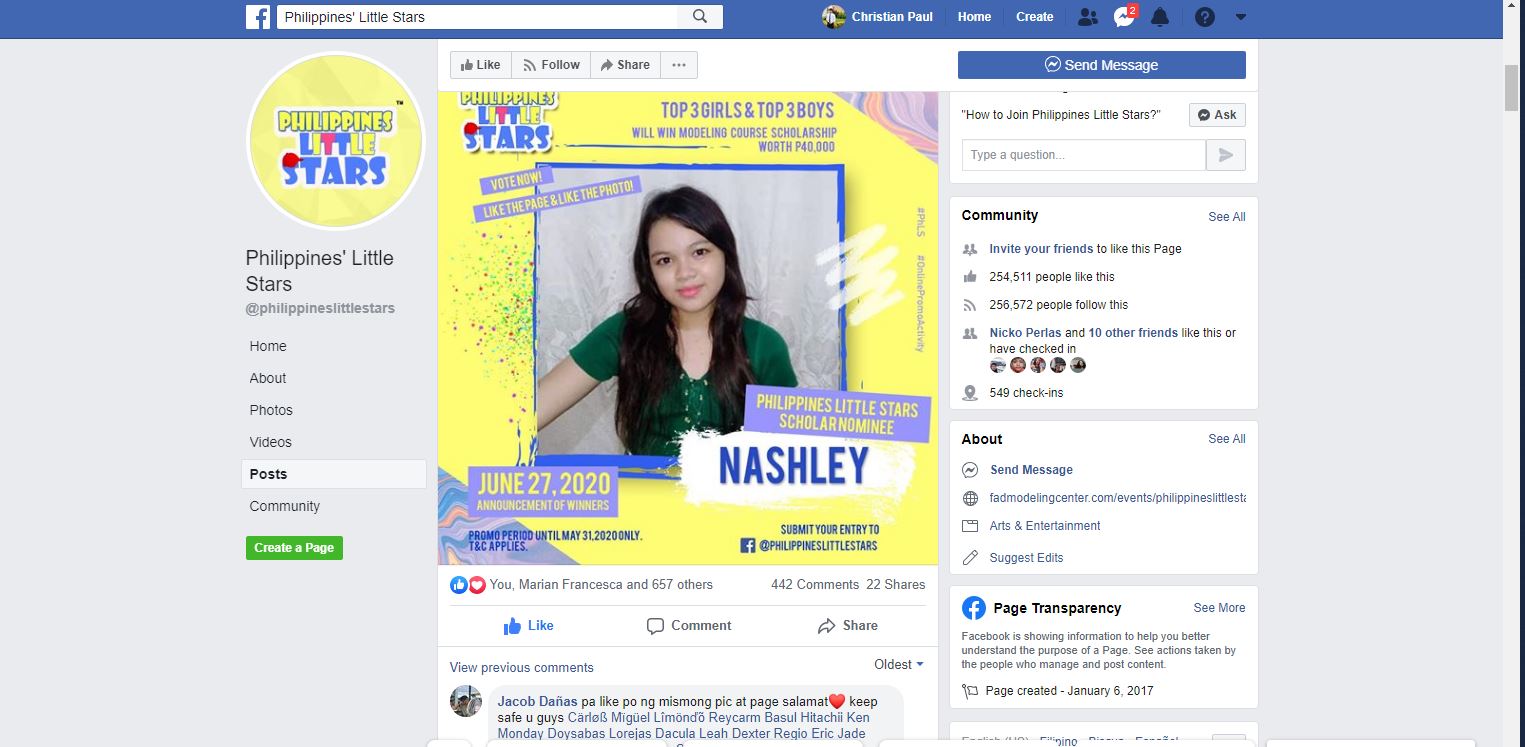 Philippines' Little Stars
Christian Paul
Home
Create
2
Like
Follow
Share
Send Message
PHILIPPINES
LITTLE
STARS
™
Philippines' Little
Stars
@philippineslittlestars
Home
About
Photos
Videos
Posts
Community
Create a Page
PHILIPPINES
LITTLE
STARS
TOP 3 GIRLS & TOP 3 BOYS
WILL WIN MODELING COURSE SCHOLARSHIP
WORTH P40,000
VOTE NOW!
LIKE THE PAGE & LIKE THE PHOTO!
#PhLS #OnlinePromoActivity
PHILIPPINES LITTLE STARS
SCHOLAR NOMINEE
NASHLEY
JUNE 27, 2020
ANNOUNCEMENT OF WINNERS
PROMO PERIOD UNTIL MAY 31, 2020 ONLY.
T&C APPLIES.
SUBMIT YOUR ENTRY TO
@PHILIPPINESLITTLESTARS
You, Marian Francesca and 657 others
442 Comments 22 Shares
Like
Comment
Share
View previous comments
Oldest
Jacob Dañas pa like po ng mismong pic at page salamat❤️ keep
safe u guys Cärløß Mïgüel Lîmönd'õ Reycarm Basul Hitachii Ken
Monday Doysabas Lorejas Dacula Leah Dexter Regio Eric Jade
"How to Join Philippines Little Stars?"
Ask
Type a question...
Community
See All
Invite your friends to like this Page
254,511 people like this
256,572 people follow this
Nicko Perlas and 10 other friends like this or
have checked in
549 check-ins
About
See All
Send Message
fadmodelingcenter.com/events/philippineslittlesta
Arts & Entertainment
Suggest Edits
Page Transparency
See More
Facebook is showing information to help you better
understand the purpose of a Page. See actions taken by
the people who manage and post content.
Page created - January 6, 2017
English (US) · Filipino · Bisaya · Español